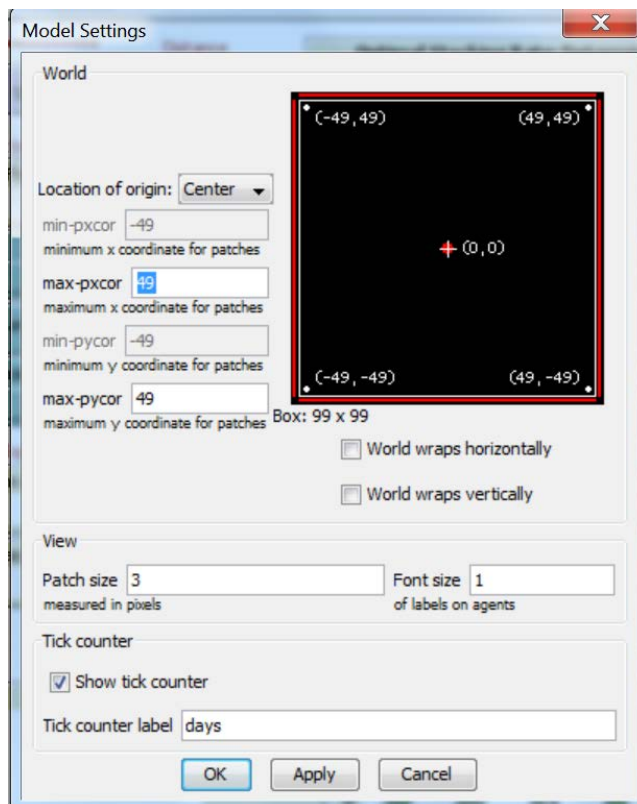 Model Settings
World
(-49,49) (49,49)
Location of origin: Center
min-pxcor -49
minimum x coordinate for patches
(0,0)
max-pxcor 49
maximum x coordinate for patches
min-pycor -49
minimum y coordinate for patches
(-49,-49) (49,-49)
max-pycor 49
maximum y coordinate for patches
Box: 99 x 99
World wraps horizontally
World wraps vertically
View
Patch size 3 Font size 1
measured in pixels of labels on agents
Tick counter
Show tick counter
Tick counter label days
OK Apply Cancel